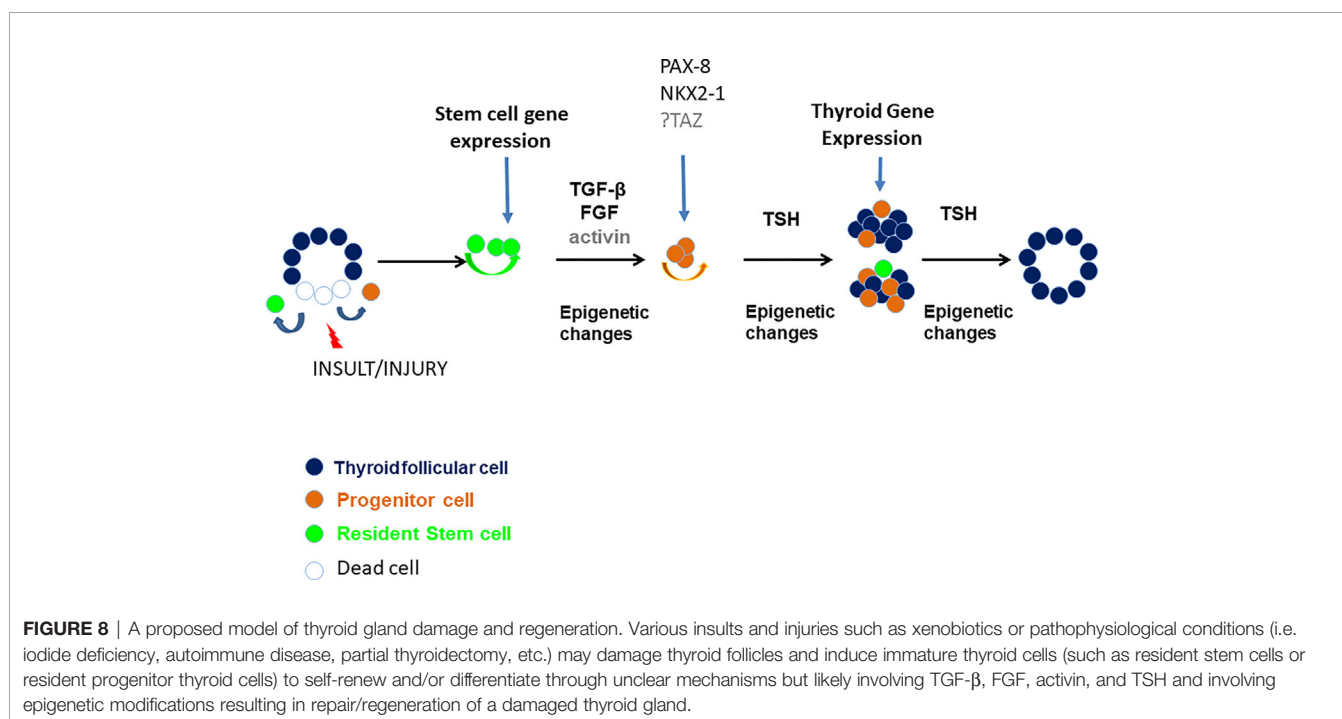 PAX-8
NKX2-1
?TAZ
Stem cell gene
expression
Thyroid Gene
Expression
TGF-β
FGF
activin
TSH
TSH
Epigenetic
changes
Epigenetic
changes
Epigenetic
changes
INSULT/INJURY
Thyroid follicular cell
Progenitor cell
Resident Stem cell
Dead cell
FIGURE 8 | A proposed model of thyroid gland damage and regeneration. Various insults and injuries such as xenobiotics or pathophysiological conditions (i.e.
iodide deficiency, autoimmune disease, partial thyroidectomy, etc.) may damage thyroid follicles and induce immature thyroid cells (such as resident stem cells or
resident progenitor thyroid cells) to self-renew and/or differentiate through unclear mechanisms but likely involving TGF-β, FGF, activin, and TSH and involving
epigenetic modifications resulting in repair/regeneration of a damaged thyroid gland.